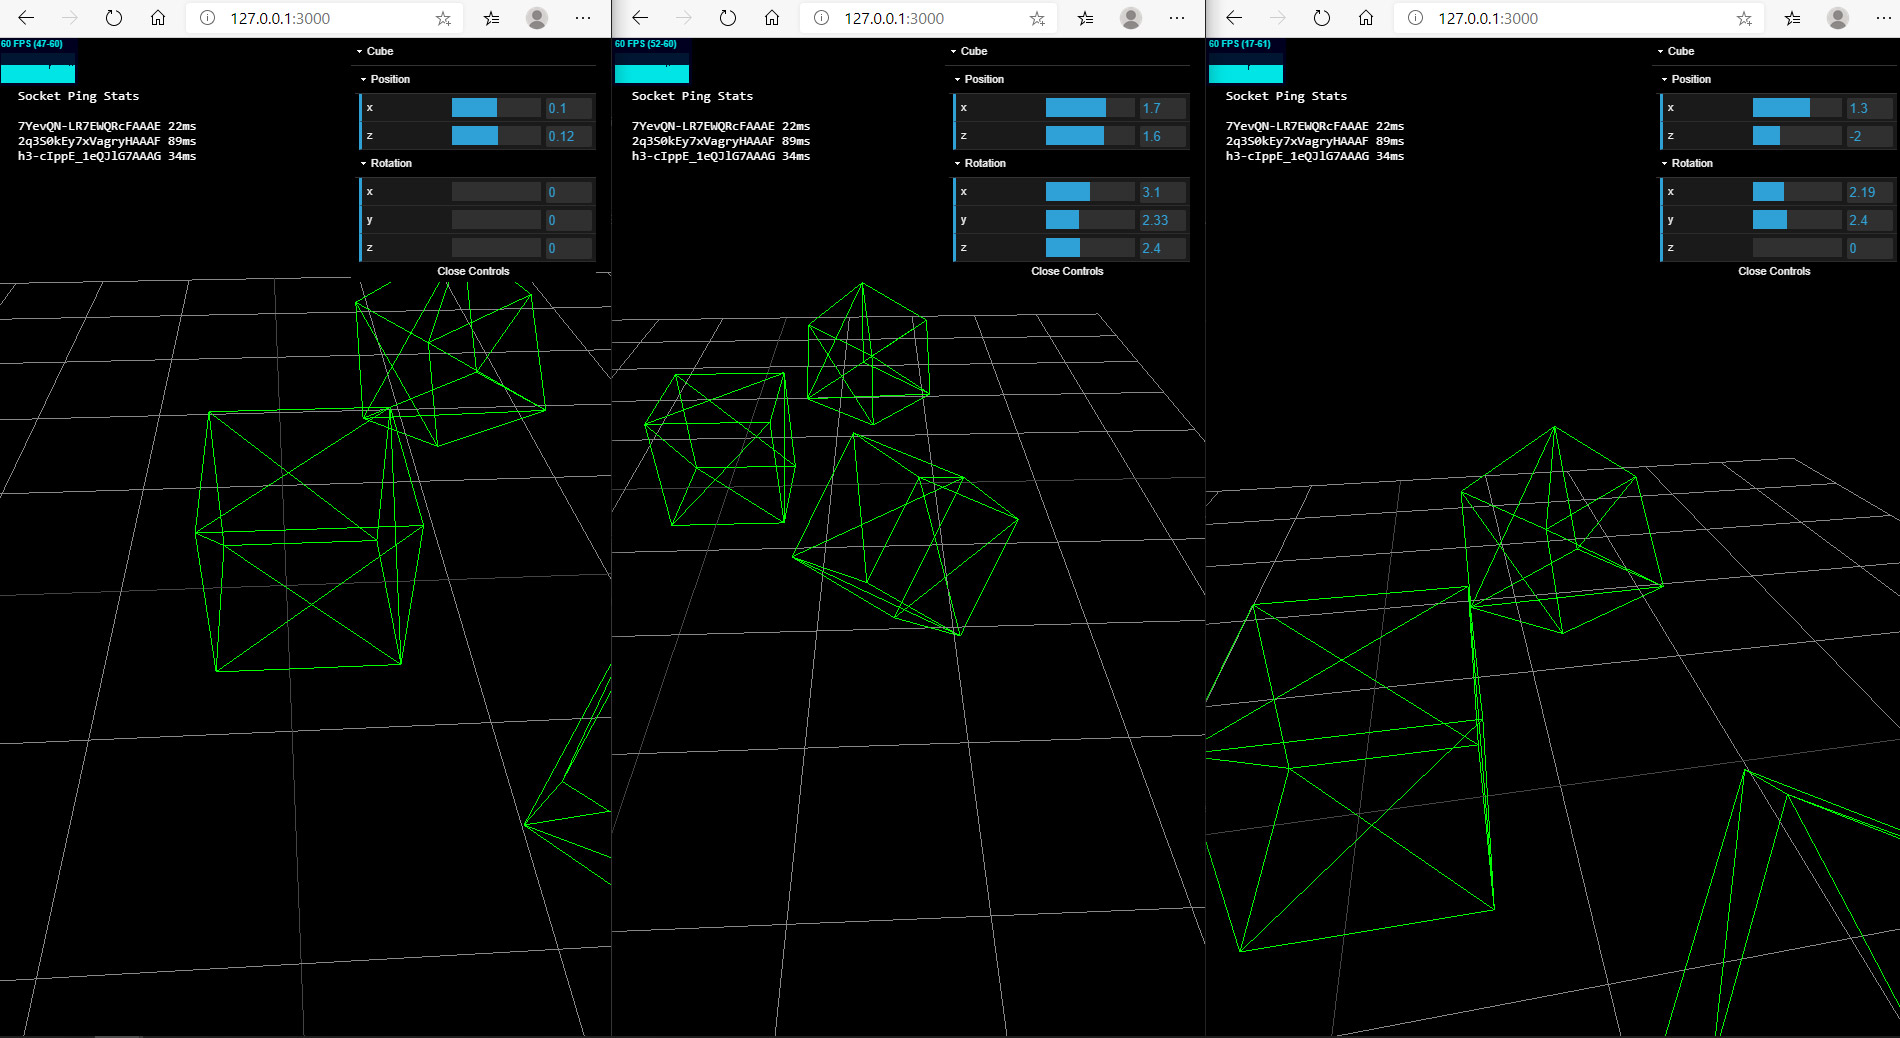 127.0.0.1:3000
60 FPS (47-60)
Socket Ping Stats
7YevQN-LR7EWQRcFAAAE 22ms
2q3S0kEy7xVagryHAAAF 89ms
h3-cIppE_1eQJlG7AAAG 34ms
Cube
Position
x 0.1
z 0.12
Rotation
x 0
y 0
z 0
Close Controls
127.0.0.1:3000
60 FPS (52-60)
Socket Ping Stats
7YevQN-LR7EWQRcFAAAE 22ms
2q3S0kEy7xVagryHAAAF 89ms
h3-cIppE_1eQJlG7AAAG 34ms
Cube
Position
x 1.7
z 1.6
Rotation
x 3.1
y 2.33
z 2.4
Close Controls
127.0.0.1:3000
60 FPS (17-61)
Socket Ping Stats
7YevQN-LR7EWQRcFAAAE 22ms
2q3S0kEy7xVagryHAAAF 89ms
h3-cIppE_1eQJlG7AAAG 34ms
Cube
Position
x 1.3
z -2
Rotation
x 2.19
y 2.4
z 0
Close Controls